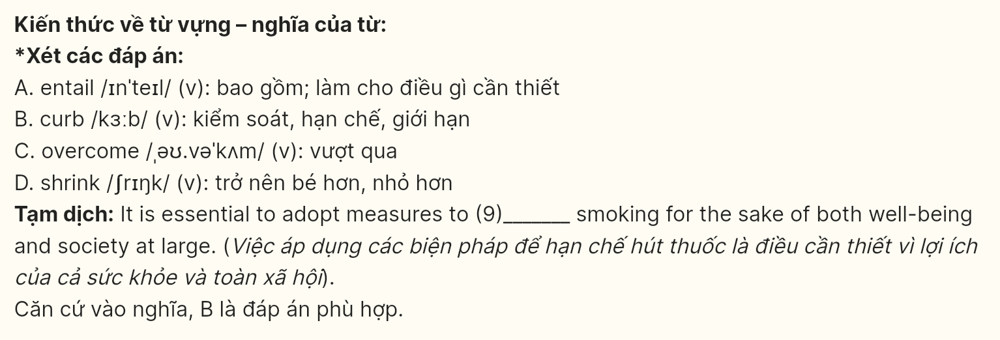 Kiến thức về từ vựng – nghĩa của từ:
*Xét các đáp án:
A. entail /ɪnˈteɪl/ (v): bao gồm; làm cho điều gì cần thiết
B. curb /kɜːb/ (v): kiểm soát, hạn chế, giới hạn
C. overcome /ˌəʊ.vəˈkʌm/ (v): vượt qua
D. shrink /ʃrɪŋk/ (v): trở nên bé hơn, nhỏ hơn
Tạm dịch: It is essential to adopt measures to (9)_______ smoking for the sake of both well-being
and society at large. (Việc áp dụng các biện pháp để hạn chế hút thuốc là điều cần thiết vì lợi ích
của cả sức khỏe và toàn xã hội).
Căn cứ vào nghĩa, B là đáp án phù hợp.